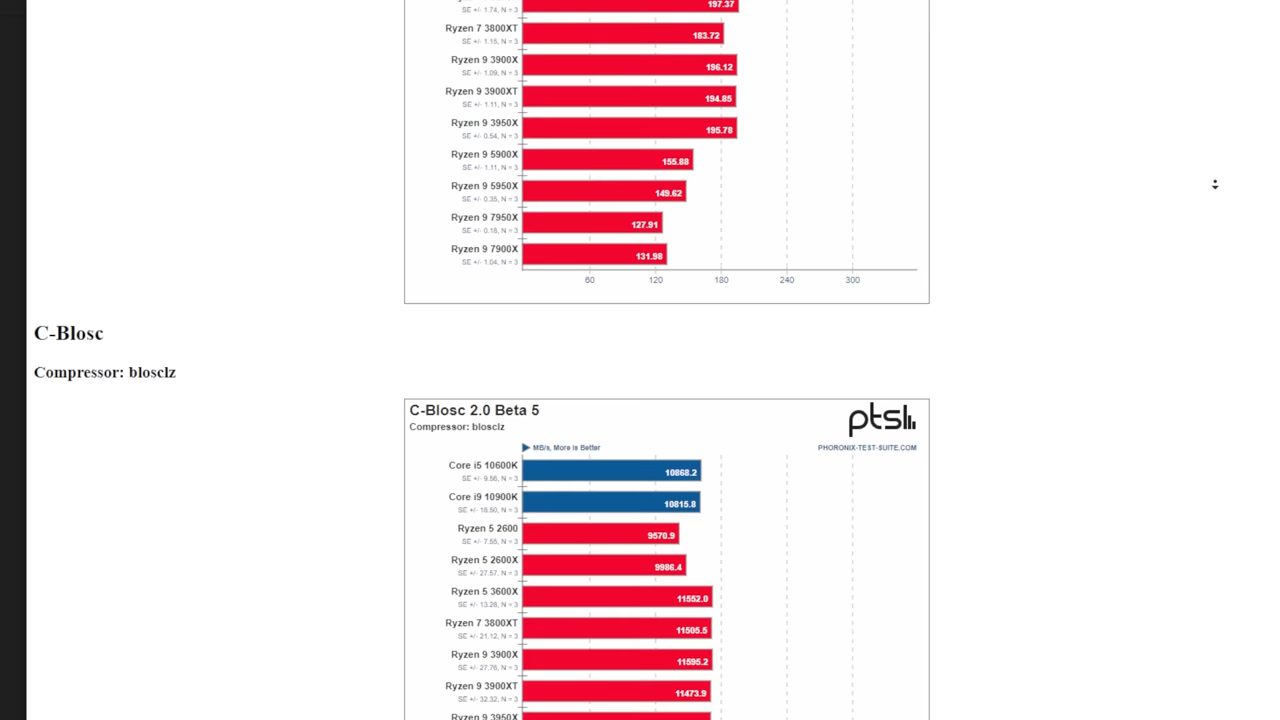 SE +/- 1.74, N = 3
197.37
Ryzen 7 3800XT
SE +/- 1.15, N = 3
183.72
Ryzen 9 3900X
SE +/- 1.09, N = 3
196.12
Ryzen 9 3900XT
SE +/- 1.11, N = 3
194.85
Ryzen 9 3950X
SE +/- 0.54, N = 3
195.78
Ryzen 9 5900X
SE +/- 1.11, N = 3
155.88
Ryzen 9 5950X
SE +/- 0.35, N = 3
149.62
Ryzen 9 7950X
SE +/- 0.18, N = 3
127.91
Ryzen 9 7900X
SE +/- 1.04, N = 3
131.98
60 120 180 240 300
C-Blosc
Compressor: blosclz
C-Blosc 2.0 Beta 5
Compressor: blosclz
ptsl
MB/s, More Is Better
PHORONIX-TEST-SUITE.COM
Core i5 10600K
SE +/- 9.56, N = 3
10868.2
Core i9 10900K
SE +/- 18.50, N = 3
10815.8
Ryzen 5 2600
SE +/- 7.55, N = 3
9570.9
Ryzen 5 2600X
SE +/- 27.57, N = 3
9986.4
Ryzen 5 3600X
SE +/- 13.28, N = 3
11552.0
Ryzen 7 3800XT
SE +/- 21.12, N = 3
11505.5
Ryzen 9 3900X
SE +/- 27.76, N = 3
11595.2
Ryzen 9 3900XT
SE +/- 32.32, N = 3
11473.9
Ryzen 9 3950X